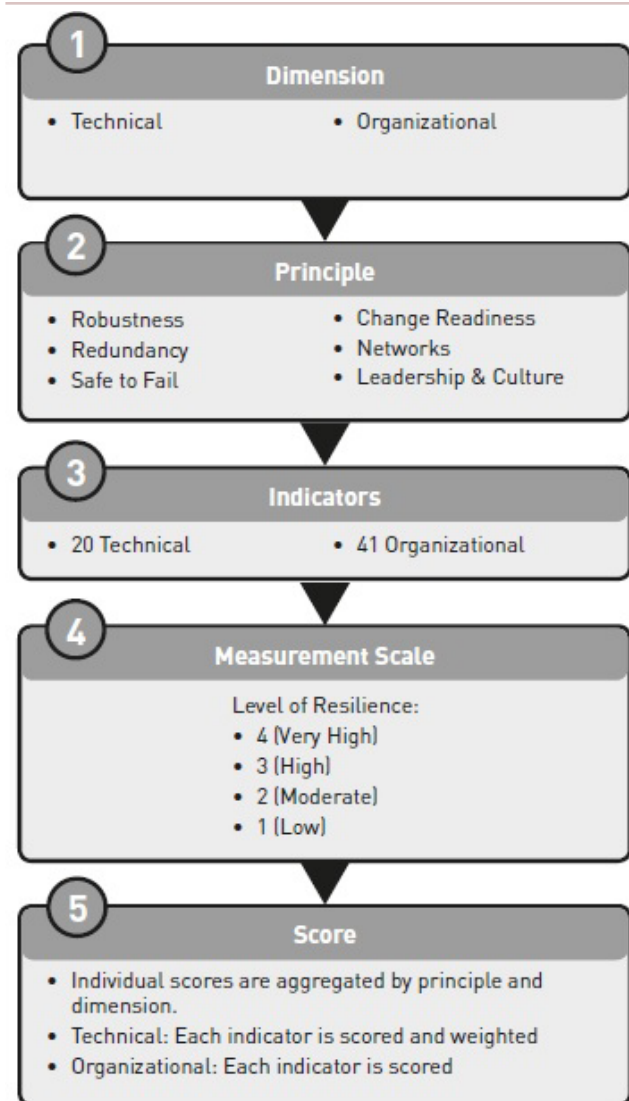 1
Dimension
• Technical
• Organizational
2
Principle
• Robustness
• Redundancy
• Safe to Fail
• Change Readiness
• Networks
• Leadership & Culture
3
Indicators
• 20 Technical
• 41 Organizational
4
Measurement Scale
Level of Resilience:
• 4 (Very High)
• 3 (High)
• 2 (Moderate)
• 1 (Low)
5
Score
• Individual scores are aggregated by principle and
dimension.
• Technical: Each indicator is scored and weighted
• Organizational: Each indicator is scored